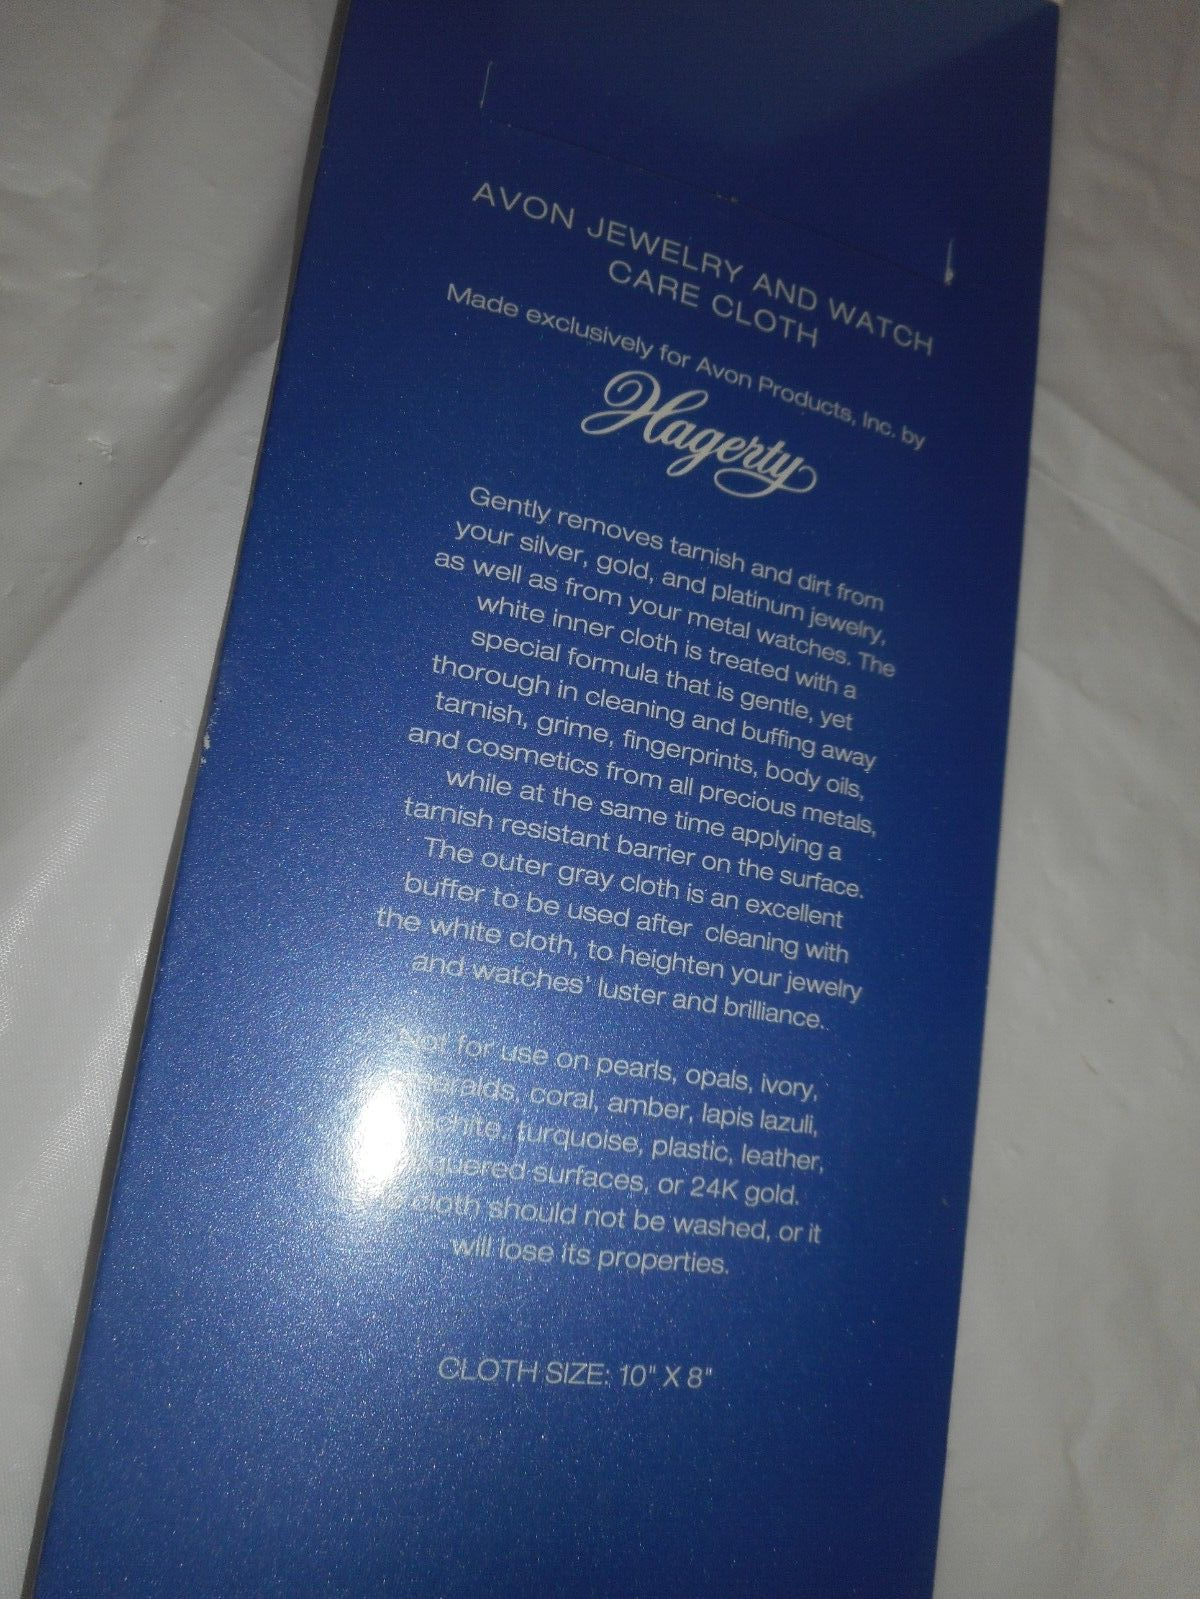 AVON JEWELRY AND WATCH
CARE CLOTH
Made exclusively for Avon Products, Inc. by
Hagerty
Gently removes tarnish and dirt from
your silver, gold, and platinum jewelry,
as well as from your metal watches. The
white inner cloth is treated with a
special formula that is gentle, yet
thorough in cleaning and buffing away
tarnish, grime, fingerprints, body oils,
and cosmetics from all precious metals,
while at the same time applying a
tarnish resistant barrier on the surface.
The outer gray cloth is an excellent
buffer to be used after cleaning with
the white cloth, to heighten your jewelry
and watches' luster and brilliance.
Not for use on pearls, opals, ivory,
emeralds, coral, amber, lapis lazuli,
turquoise, plastic, leather,
surfaces, or 24K gold.
cloth should not be washed, or it
will lose its properties.
CLOTH SIZE: 10" X 8"